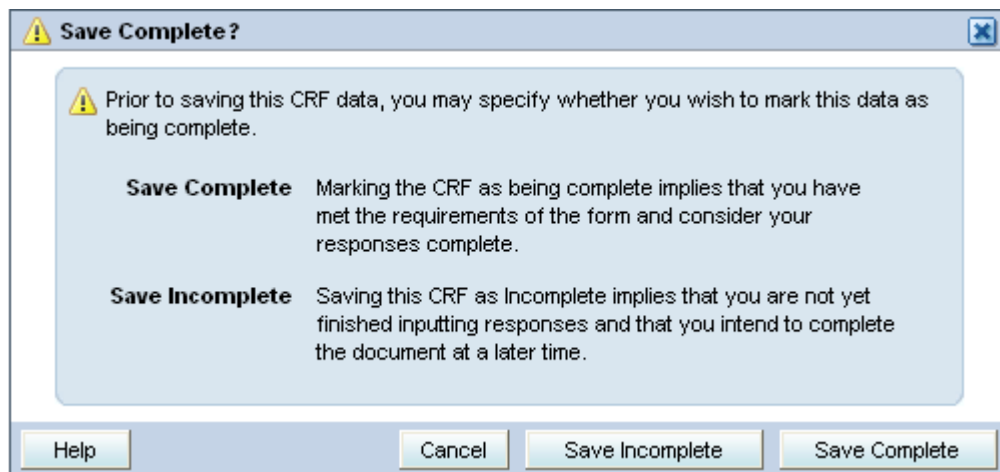 Save Complete?
Prior to saving this CRF data, you may specify whether you wish to mark this data as
being complete.
Save Complete Marking the CRF as being complete implies that you have
met the requirements of the form and consider your
responses complete.
Save Incomplete Saving this CRF as Incomplete implies that you are not yet
finished inputting responses and that you intend to complete
the document at a later time.
Help Cancel Save Incomplete Save Complete